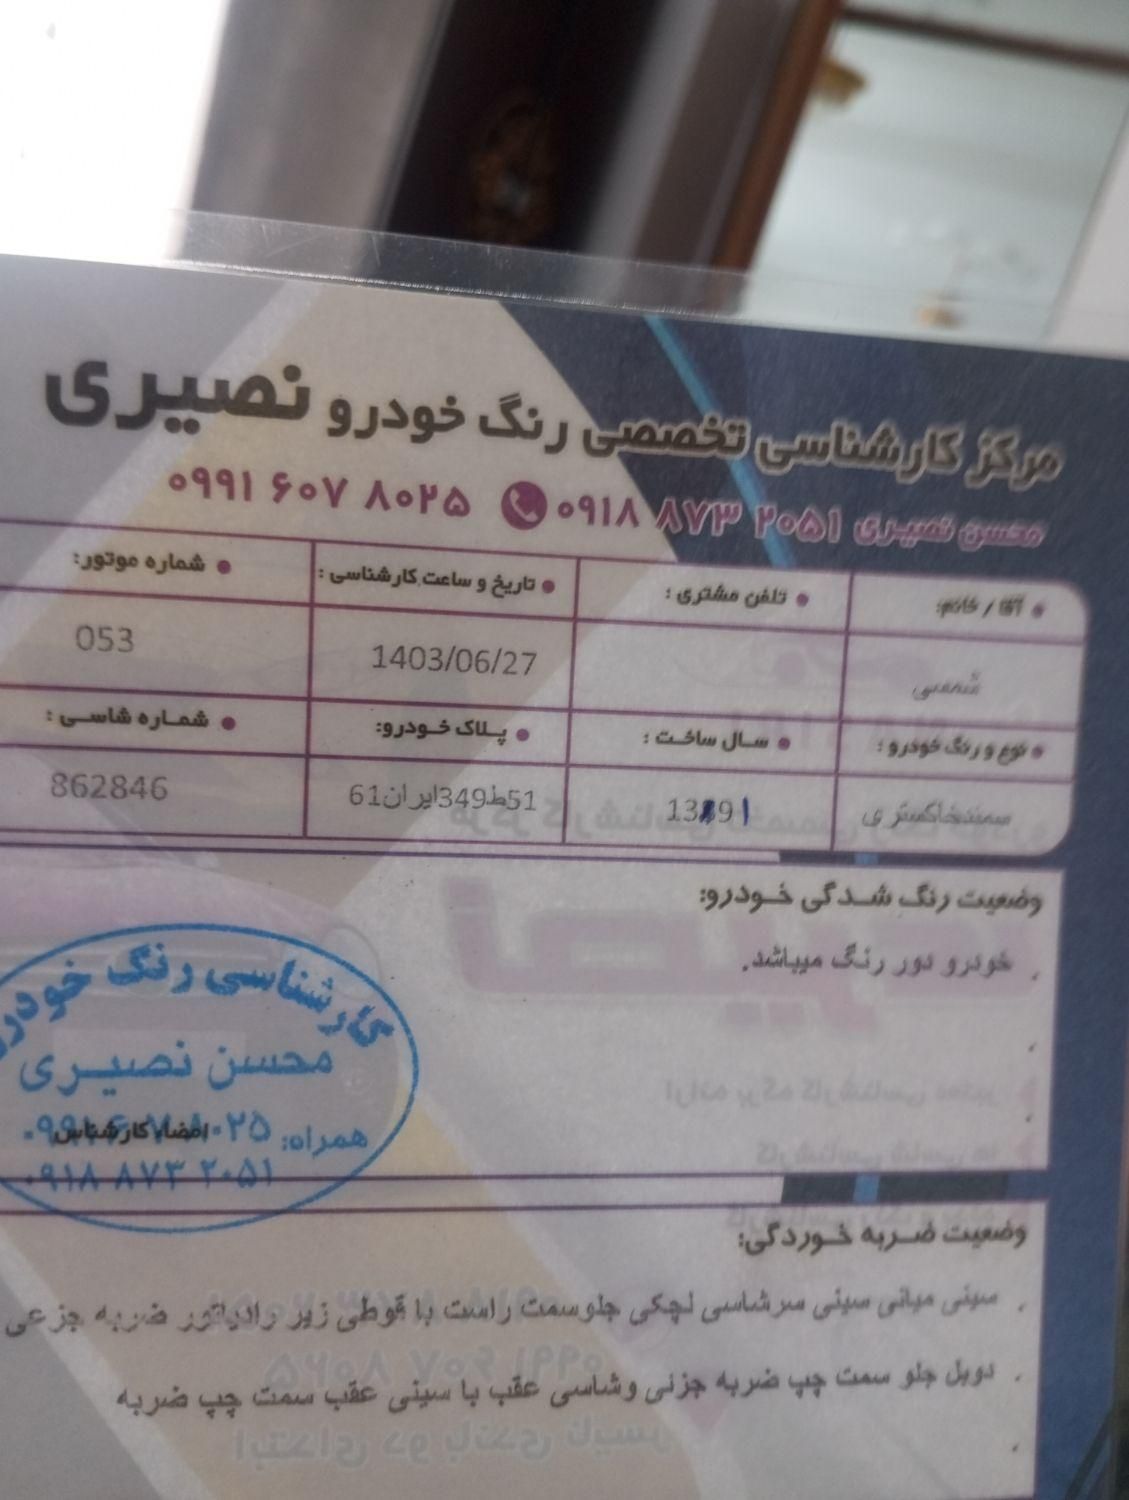 مرکز کارشناسی تخصصی رنگ خودرو نصیری
محسن نصیری ۰۹۱۸ ۸۷۳ ۲۰۵۱ ۰۹۹۱ ۶۰۷ ۸۰۲۵
آقا / خانم: تلفن مشتری : تاریخ و ساعت کارشناسی : شماره موتور:
شمسی 1403/06/27 053
نوع و رنگ خودرو : سال ساخت : پلاک خودرو: شماره شاسی :
سمندخاکستری 1391 51ط349ایران61 862846
وضعیت رنگ شدگی خودرو:
خودرو دور رنگ میباشد.
کارشناسی رنگ خودرو
محسن نصیری
همراه: ۰۹۹۱۶۰۷۸۰۲۵
امضاء کارشناس
۰۹۱۸ ۸۷۳ ۲۰۵۱
وضعیت ضربه خوردگی:
سینی میانی سینی سرشاسی لچکی جلوسمت راست با قوطی زیر رادیاتور ضربه جزعی
دوبل جلو سمت چپ ضربه جزئی وشاسی عقب با سینی عقب سمت چپ ضربه